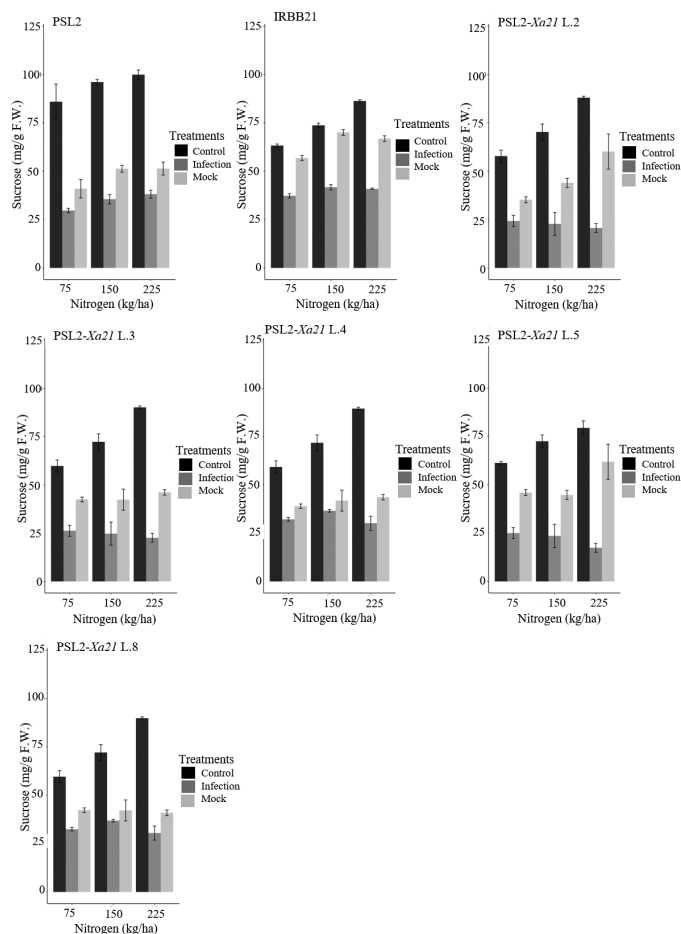 PSL2
125
100
75
50
25
0
Sucrose (mg/g F.W.)
75 150 225
Nitrogen (kg/ha)
Treatments
Control
Infection
Mock
IRBB21
125
100
75
50
25
0
Sucrose (mg/g F.W.)
75 150 225
Nitrogen (kg/ha)
Treatments
Control
Infection
Mock
PSL2-Xa21 L.2
125
100
75
50
25
0
Sucrose (mg/g F.W.)
75 150 225
Nitrogen (kg/ha)
Treatments
Control
Infection
Mock
PSL2-Xa21 L.3
125
100
75
50
25
0
Sucrose (mg/g F.W.)
75 150 225
Nitrogen (kg/ha)
Treatments
Control
Infection
Mock
PSL2-Xa21 L.4
125
100
75
50
25
0
Sucrose (mg/g F.W.)
75 150 225
Nitrogen (kg/ha)
Treatments
Control
Infection
Mock
PSL2-Xa21 L.5
125
100
75
50
25
0
Sucrose (mg/g F.W.)
75 150 225
Nitrogen (kg/ha)
Treatments
Control
Infection
Mock
PSL2-Xa21 L.8
125
100
75
50
25
0
Sucrose (mg/g F.W.)
75 150 225
Nitrogen (kg/ha)
Treatments
Control
Infection
Mock